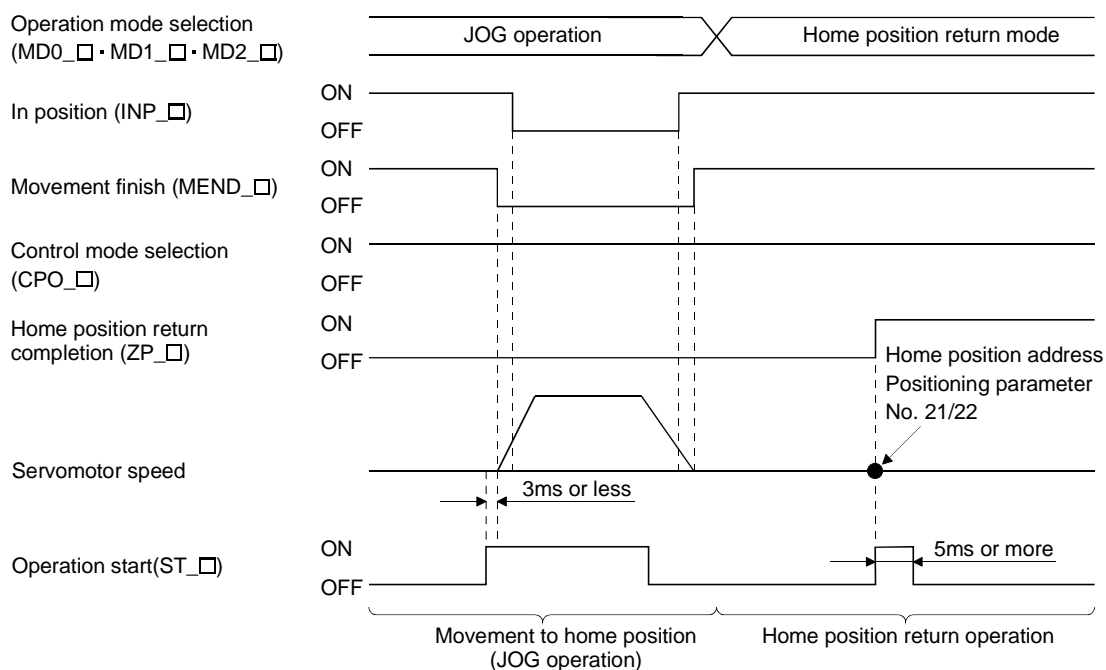 Operation mode selection
(MD0_□ · MD1_□ · MD2_□)
JOG operation
Home position return mode
In position (INP_□)
ON
OFF
Movement finish (MEND_□)
ON
OFF
Control mode selection
(CPO_□)
ON
OFF
Home position return
completion (ZP_□)
ON
OFF
Home position address
Positioning parameter
No. 21/22
Servomotor speed
3ms or less
Operation start(ST_□)
ON
OFF
5ms or more
Movement to home position
(JOG operation)
Home position return operation